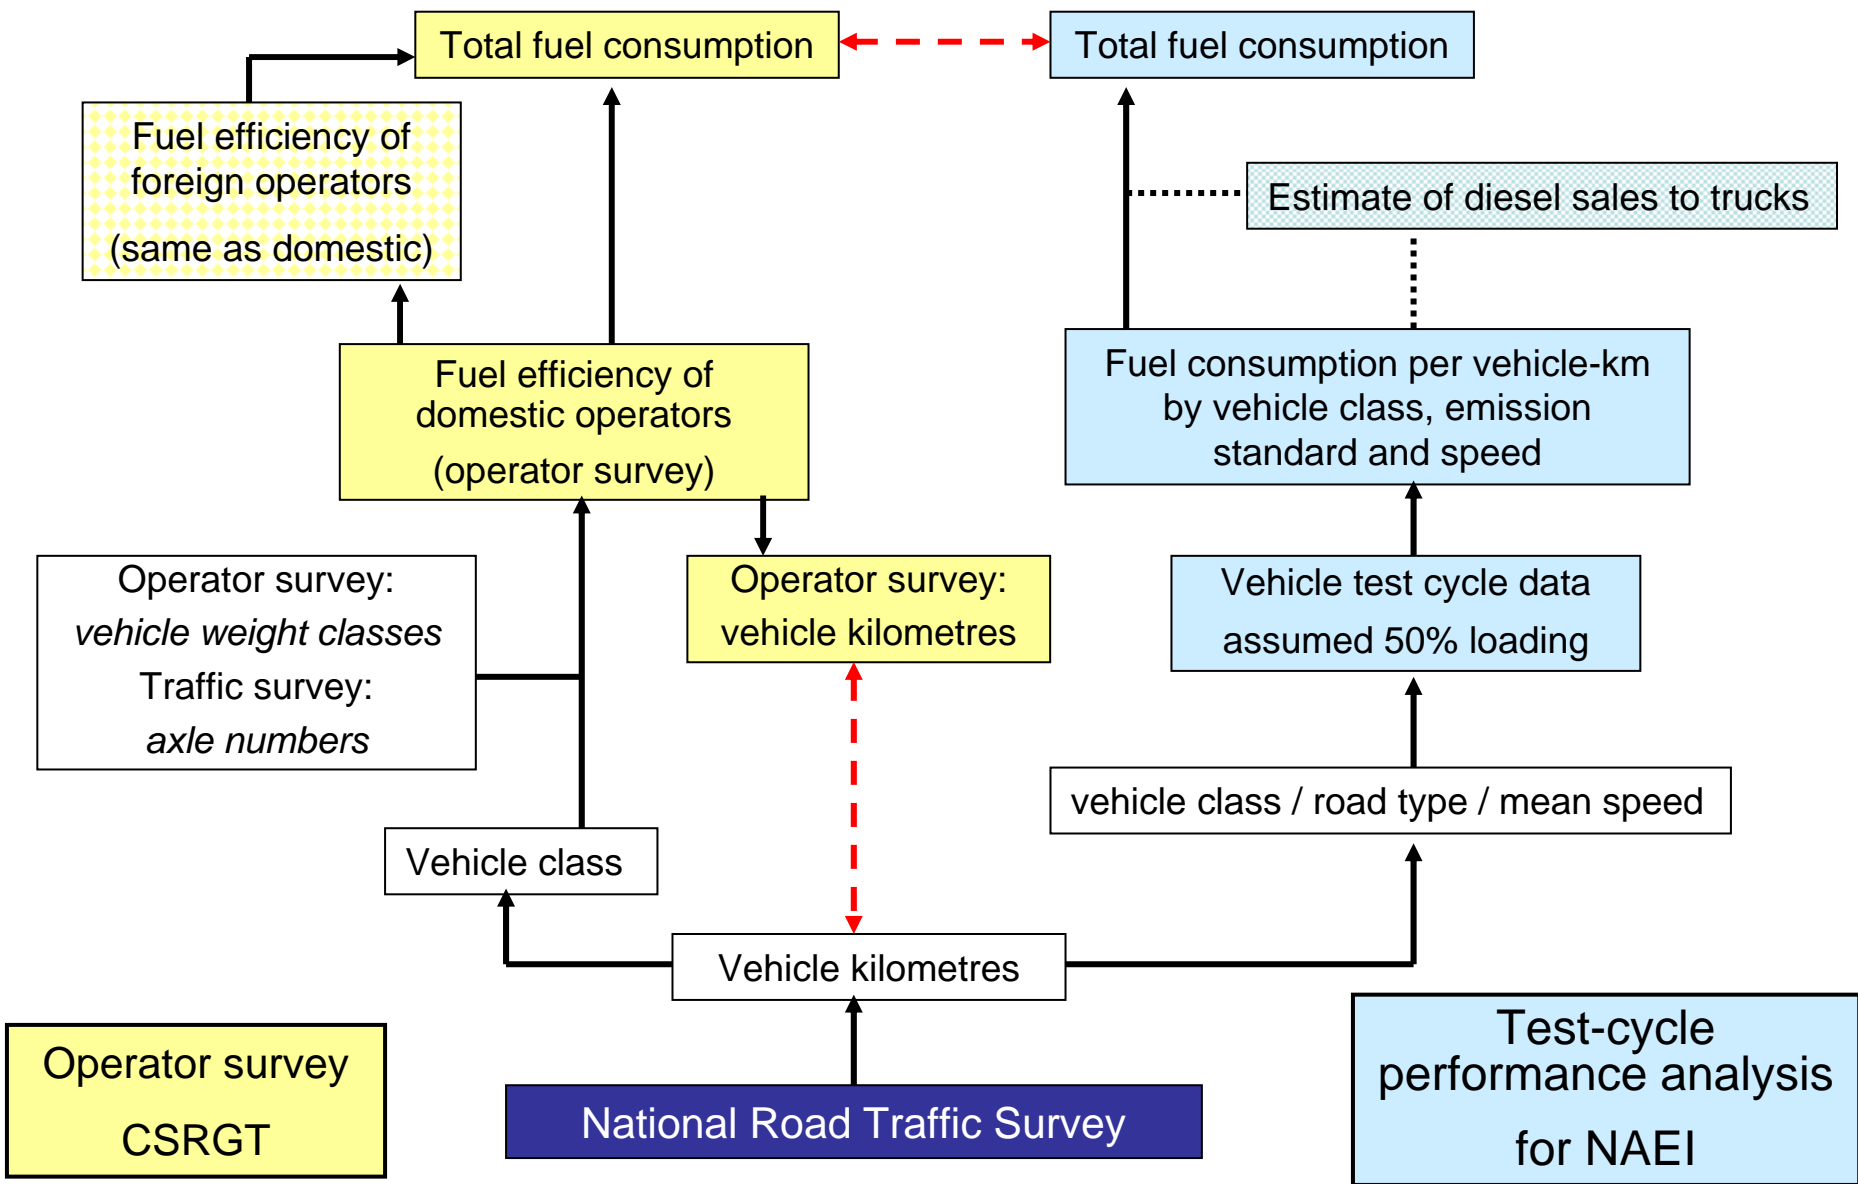 Total fuel consumption
Total fuel consumption
Fuel efficiency of
foreign operators
(same as domestic)
Estimate of diesel sales to trucks
Fuel efficiency of
domestic operators
(operator survey)
Fuel consumption per vehicle-km
by vehicle class, emission
standard and speed
Operator survey:
vehicle weight classes
Traffic survey:
axle numbers
Operator survey:
vehicle kilometres
Vehicle test cycle data
assumed 50% loading
vehicle class / road type / mean speed
Vehicle class
Vehicle kilometres
Operator survey
CSRGT
National Road Traffic Survey
Test-cycle
performance analysis
for NAEI